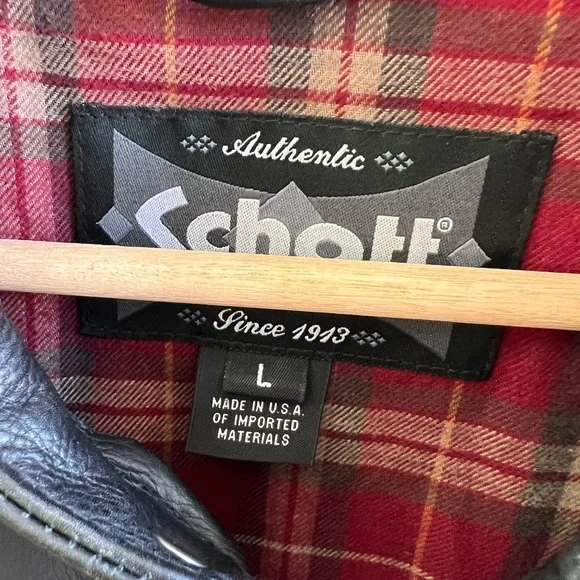 Authentic
Schott®
Since 1913
L
MADE IN U.S.A.
OF IMPORTED
MATERIALS